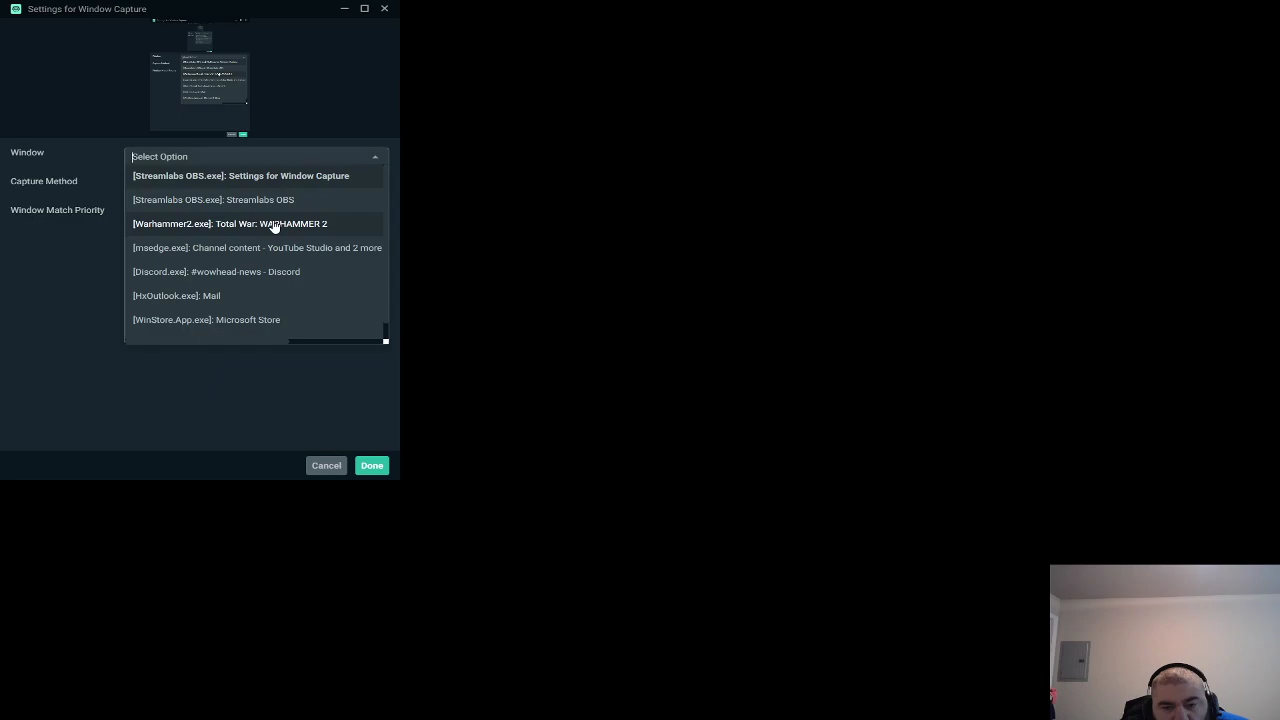 Settings for Window Capture
Window
Select Option
[Streamlabs OBS.exe]: Settings for Window Capture
Capture Method
[Streamlabs OBS.exe]: Streamlabs OBS
Window Match Priority
[Warhammer2.exe]: Total War: WARHAMMER 2
[msedge.exe]: Channel content - YouTube Studio and 2 more
[Discord.exe]: #wowhead-news - Discord
[HxOutlook.exe]: Mail
[WinStore.App.exe]: Microsoft Store
Cancel
Done